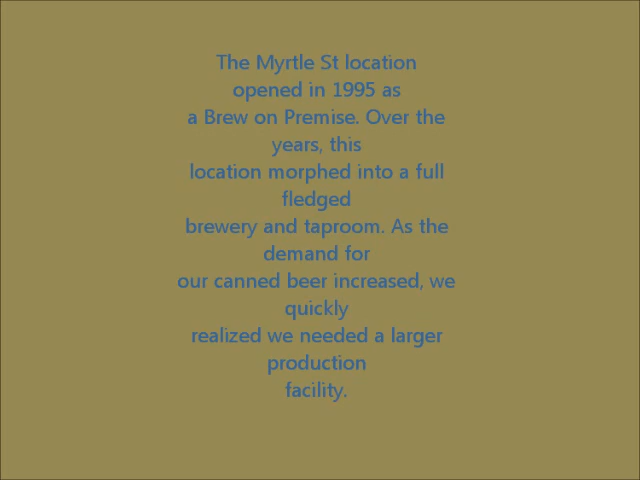 The Myrtle St location
opened in 1995 as
a Brew on Premise. Over the
years, this
location morphed into a full
fledged
brewery and taproom. As the
demand for
our canned beer increased, we
quickly
realized we needed a larger
production
facility.